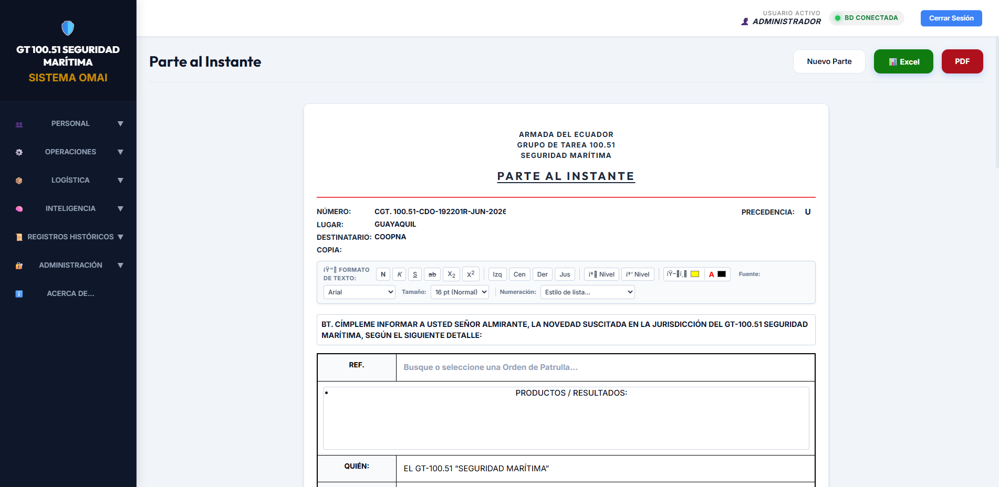 GT 100.51 SEGURIDAD
MARÍTIMA
SISTEMA OMAI
PERSONAL
OPERACIONES
LOGÍSTICA
INTELIGENCIA
REGISTROS HISTÓRICOS
ADMINISTRACIÓN
ACERCA DE...
USUARIO ACTIVO
ADMINISTRADOR
BD CONECTADA
Cerrar Sesión
Parte al Instante
Nuevo Parte
Excel
PDF
ARMADA DEL ECUADOR
GRUPO DE TAREA 100.51
SEGURIDAD MARÍTIMA
PARTE AL INSTANTE
NÚMERO: CGT. 100.51-CDO-192201R-JUN-2026 PRECEDENCIA: U
LUGAR: GUAYAQUIL
DESTINATARIO: COOPNA
COPIA:
FORMATO
DE TEXTO:
N K S ab X2 X2 Izq Cen Der Jus Nivel Nivel A Fuente:
Arial Tamaño: 16 pt (Normal) Numeración: Estilo de lista...
BT. CÍMPLEME INFORMAR A USTED SEÑOR ALMIRANTE, LA NOVEDAD SUSCITADA EN LA JURISDICCIÓN DEL GT-100.51 SEGURIDAD
MARÍTIMA, SEGÚN EL SIGUIENTE DETALLE:
REF. Busque o seleccione una Orden de Patrulla...
• PRODUCTOS / RESULTADOS:
QUIÉN: EL GT-100.51 “SEGURIDAD MARÍTIMA”